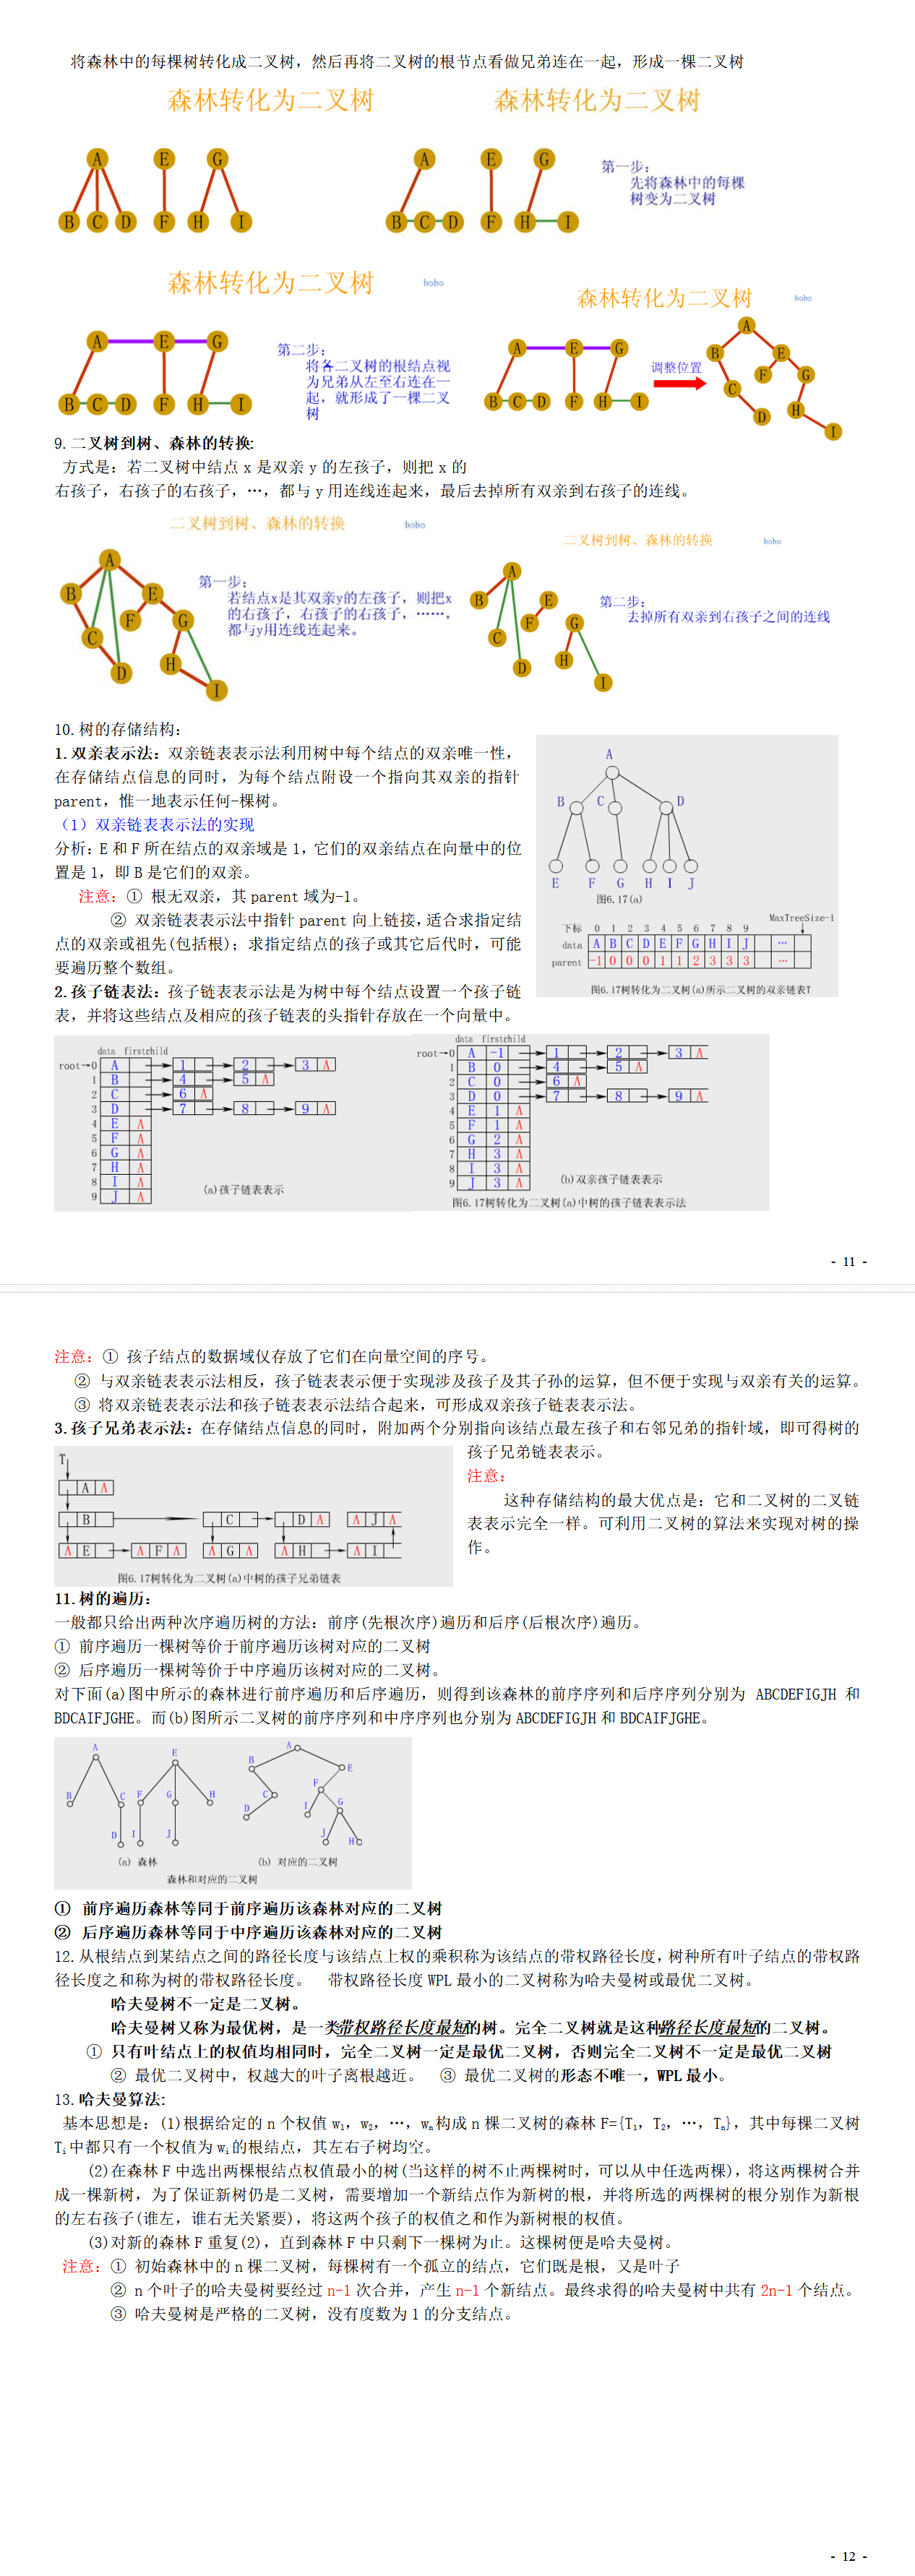 将森林中的每棵树转化成二叉树，然后再将二叉树的根节点看做兄弟连在一起，形成一棵二叉树
森林转化为二叉树
森林转化为二叉树
A E G
B C D F H I
A E G
B C D F H I
第一步：
先将森林中的每棵
树变为二叉树
森林转化为二叉树 bobo
A E G
B C D F H I
第二步：
将各二叉树的根结点视
为兄弟从左至右连在一
起，就形成了一棵二叉
树
森林转化为二叉树 bobo
A E G
B C D F H I
调整位置
A
B E
F G
C
D H
I
9.二叉树到树、森林的转换:
方式是：若二叉树中结点 x 是双亲 y 的左孩子，则把 x 的
右孩子，右孩子的右孩子，…，都与 y 用连线连起来，最后去掉所有双亲到右孩子的连线。
二叉树到树、森林的转换 bobo
A
B E
F G
C
D H
I
第一步：
若结点x是其双亲y的左孩子，则把x
的右孩子，右孩子的右孩子，……，
都与y用连线连起来。
二叉树到树、森林的转换 bobo
A
B E
F G
C
D H
I
第二步：
去掉所有双亲到右孩子之间的连线
10.树的存储结构：
1.双亲表示法：双亲链表表示法利用树中每个结点的双亲唯一性，
在存储结点信息的同时，为每个结点附设一个指向其双亲的指针
parent，惟一地表示任何-棵树。
（1）双亲链表表示法的实现
分析：E 和 F 所在结点的双亲域是 1，它们的双亲结点在向量中的位
置是 1，即 B 是它们的双亲。
注意：① 根无双亲，其 parent 域为-1。
② 双亲链表表示法中指针 parent 向上链接，适合求指定结
点的双亲或祖先(包括根)；求指定结点的孩子或其它后代时，可能
要遍历整个数组。
A
B C D
E F G H I J
图6.17(a)
MaxTreeSize-1
下标 0 1 2 3 4 5 6 7 8 9
data A B C D E F G H I J …
parent -1 0 0 0 1 1 2 3 3 3 …
图6.17树转化为二叉树(a)所示二叉树的双亲链表T
2.孩子链表法：孩子链表表示法是为树中每个结点设置一个孩子链
表，并将这些结点及相应的孩子链表的头指针存放在一个向量中。
data firstchild
root→0 A 1 2 3 Λ
1 B 4 5 Λ
2 C 6 Λ
3 D 7 8 9 Λ
4 E Λ
5 F Λ
6 G Λ
7 H Λ
8 I Λ
9 J Λ
(a)孩子链表表示
data firstchild
root→0 A -1 1 2 3 Λ
1 B 0 4 5 Λ
2 C 0 6 Λ
3 D 0 7 8 9 Λ
4 E 1 Λ
5 F 1 Λ
6 G 2 Λ
7 H 3 Λ
8 I 3 Λ
9 J 3 Λ
(b)双亲孩子链表表示
图6.17树转化为二叉树(a)中树的孩子链表表示法
- 11 -
注意：① 孩子结点的数据域仅存放了它们在向量空间的序号。
② 与双亲链表表示法相反，孩子链表表示便于实现涉及孩子及其子孙的运算，但不便于实现与双亲有关的运算。
③ 将双亲链表表示法和孩子链表表示法结合起来，可形成双亲孩子链表表示法。
3.孩子兄弟表示法：在存储结点信息的同时，附加两个分别指向该结点最左孩子和右邻兄弟的指针域，即可得树的
孩子兄弟链表表示。
注意：
这种存储结构的最大优点是：它和二叉树的二叉链
表表示完全一样。可利用二叉树的算法来实现对树的操
作。
T
A Λ
B C D Λ Λ J Λ
Λ E Λ F Λ Λ G Λ Λ H Λ I
图6.17树转化为二叉树(a)中树的孩子兄弟链表
11.树的遍历：
一般都只给出两种次序遍历树的方法：前序(先根次序)遍历和后序(后根次序)遍历。
① 前序遍历一棵树等价于前序遍历该树对应的二叉树
② 后序遍历一棵树等价于中序遍历该树对应的二叉树。
对下面(a)图中所示的森林进行前序遍历和后序遍历，则得到该森林的前序序列和后序序列分别为 ABCDEFIGJH 和
BDCAIFJGHE。而(b)图所示二叉树的前序序列和中序序列也分别为 ABCDEFIGJH 和 BDCAIFJGHE。
A E
B C F G H
D I J
(a) 森林
A
B E
C F
D I G
J H
(b) 对应的二叉树
森林和对应的二叉树
① 前序遍历森林等同于前序遍历该森林对应的二叉树
② 后序遍历森林等同于中序遍历该森林对应的二叉树
12.从根结点到某结点之间的路径长度与该结点上权的乘积称为该结点的带权路径长度，树种所有叶子结点的带权路
径长度之和称为树的带权路径长度。 带权路径长度 WPL 最小的二叉树称为哈夫曼树或最优二叉树。
哈夫曼树不一定是二叉树。
哈夫曼树又称为最优树，是一类带权路径长度最短的树。完全二叉树就是这种路径长度最短的二叉树。
① 只有叶结点上的权值均相同时，完全二叉树一定是最优二叉树，否则完全二叉树不一定是最优二叉树
② 最优二叉树中，权越大的叶子离根越近。 ③ 最优二叉树的形态不唯一，WPL 最小。
13.哈夫曼算法:
基本思想是：(1)根据给定的 n 个权值 w₁，w₂，…，wₙ构成 n 棵二叉树的森林 F={T₁，T₂，…，Tₙ}，其中每棵二叉树
Tᵢ中都只有一个权值为 wᵢ的根结点，其左右子树均空。
(2)在森林 F 中选出两棵根结点权值最小的树(当这样的树不止两棵树时，可以从中任选两棵)，将这两棵树合并
成一棵新树，为了保证新树仍是二叉树，需要增加一个新结点作为新树的根，并将所选的两棵树的根分别作为新根
的左右孩子(谁左，谁右无关紧要)，将这两个孩子的权值之和作为新树根的权值。
(3)对新的森林 F 重复(2)，直到森林 F 中只剩下一棵树为止。这棵树便是哈夫曼树。
注意：① 初始森林中的 n 棵二叉树，每棵树有一个孤立的结点，它们既是根，又是叶子
② n 个叶子的哈夫曼树要经过 n-1 次合并，产生 n-1 个新结点。最终求得的哈夫曼树中共有 2n-1 个结点。
③ 哈夫曼树是严格的二叉树，没有度数为 1 的分支结点。
- 12 -